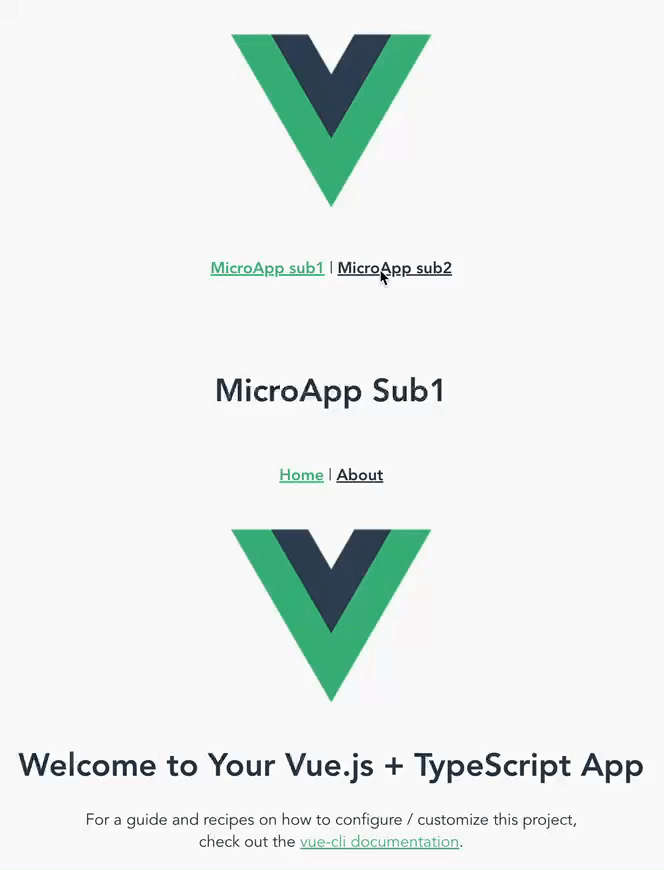 MicroApp sub1 | MicroApp sub2
MicroApp Sub1
Home | About
Welcome to Your Vue.js + TypeScript App
For a guide and recipes on how to configure / customize this project,
check out the vue-cli documentation.